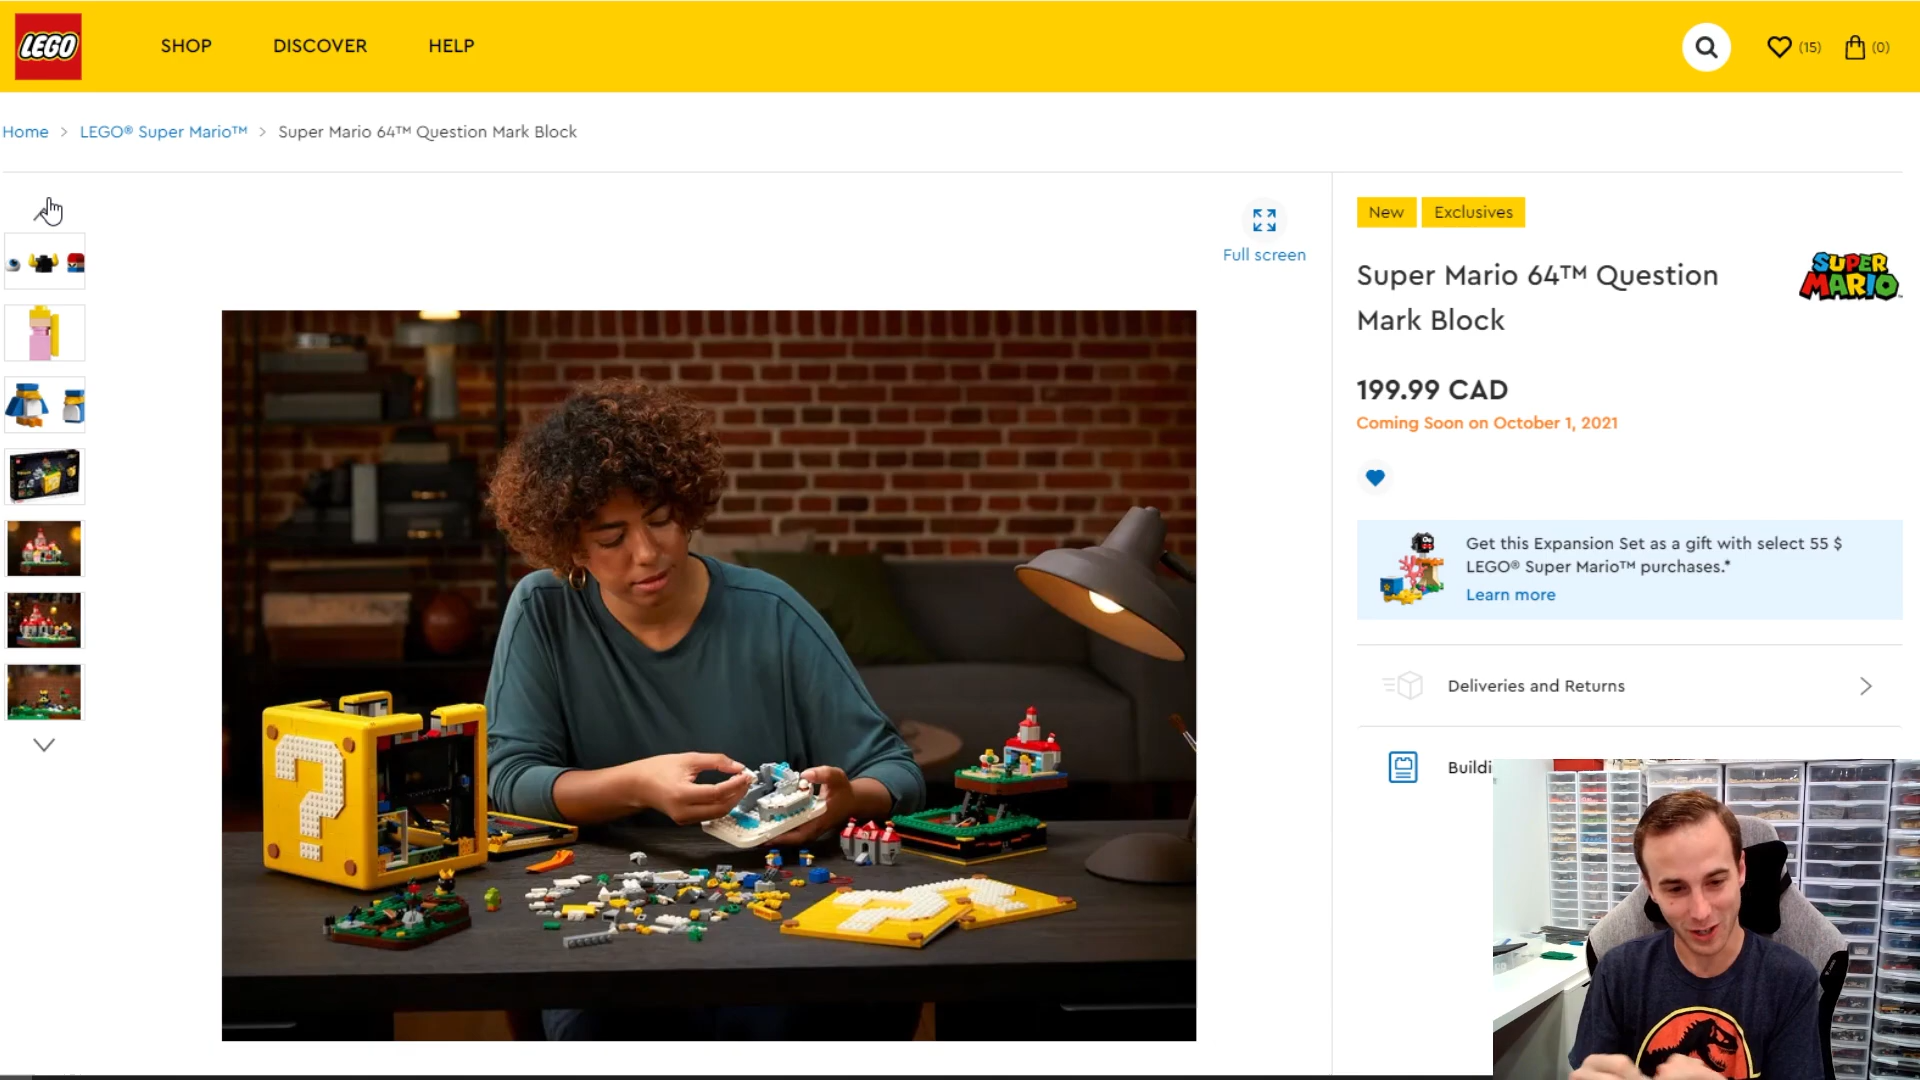 LEGO
SHOP
DISCOVER
HELP
(15)
(0)
Home > LEGO® Super Mario™ > Super Mario 64™ Question Mark Block
Full screen
New
Exclusives
Super Mario 64™ Question
Mark Block
SUPER
MARIO
199.99 CAD
Coming Soon on October 1, 2021
Get this Expansion Set as a gift with select 55 $
LEGO® Super Mario™ purchases.*
Learn more
Deliveries and Returns
Buildi